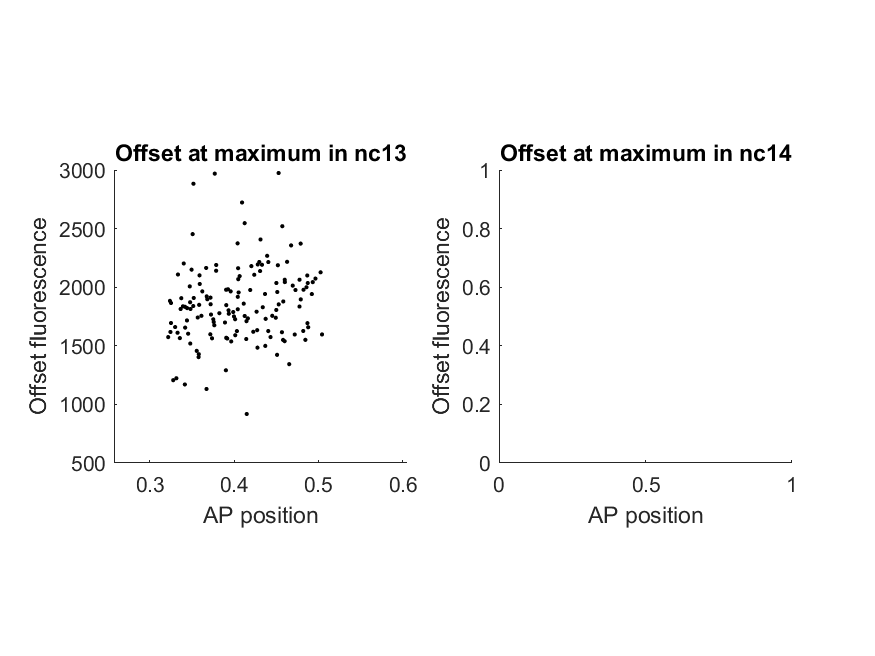 Offset at maximum in nc13
3000
2500
2000
1500
1000
500
Offset fluorescence
0.3 0.4 0.5 0.6
AP position
Offset at maximum in nc14
1
0.8
0.6
0.4
0.2
0
Offset fluorescence
0 0.5 1
AP position